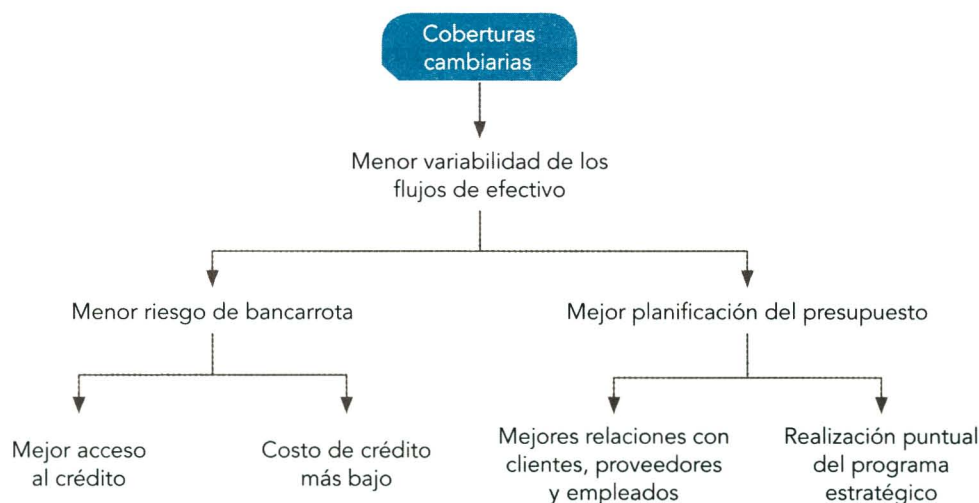 Coberturas
cambiarias
Menor variabilidad de los
flujos de efectivo
Menor riesgo de bancarrota
Mejor planificación del presupuesto
Mejor acceso
al crédito
Costo de crédito
más bajo
Mejores relaciones con
clientes, proveedores
y empleados
Realización puntual
del programa
estratégico